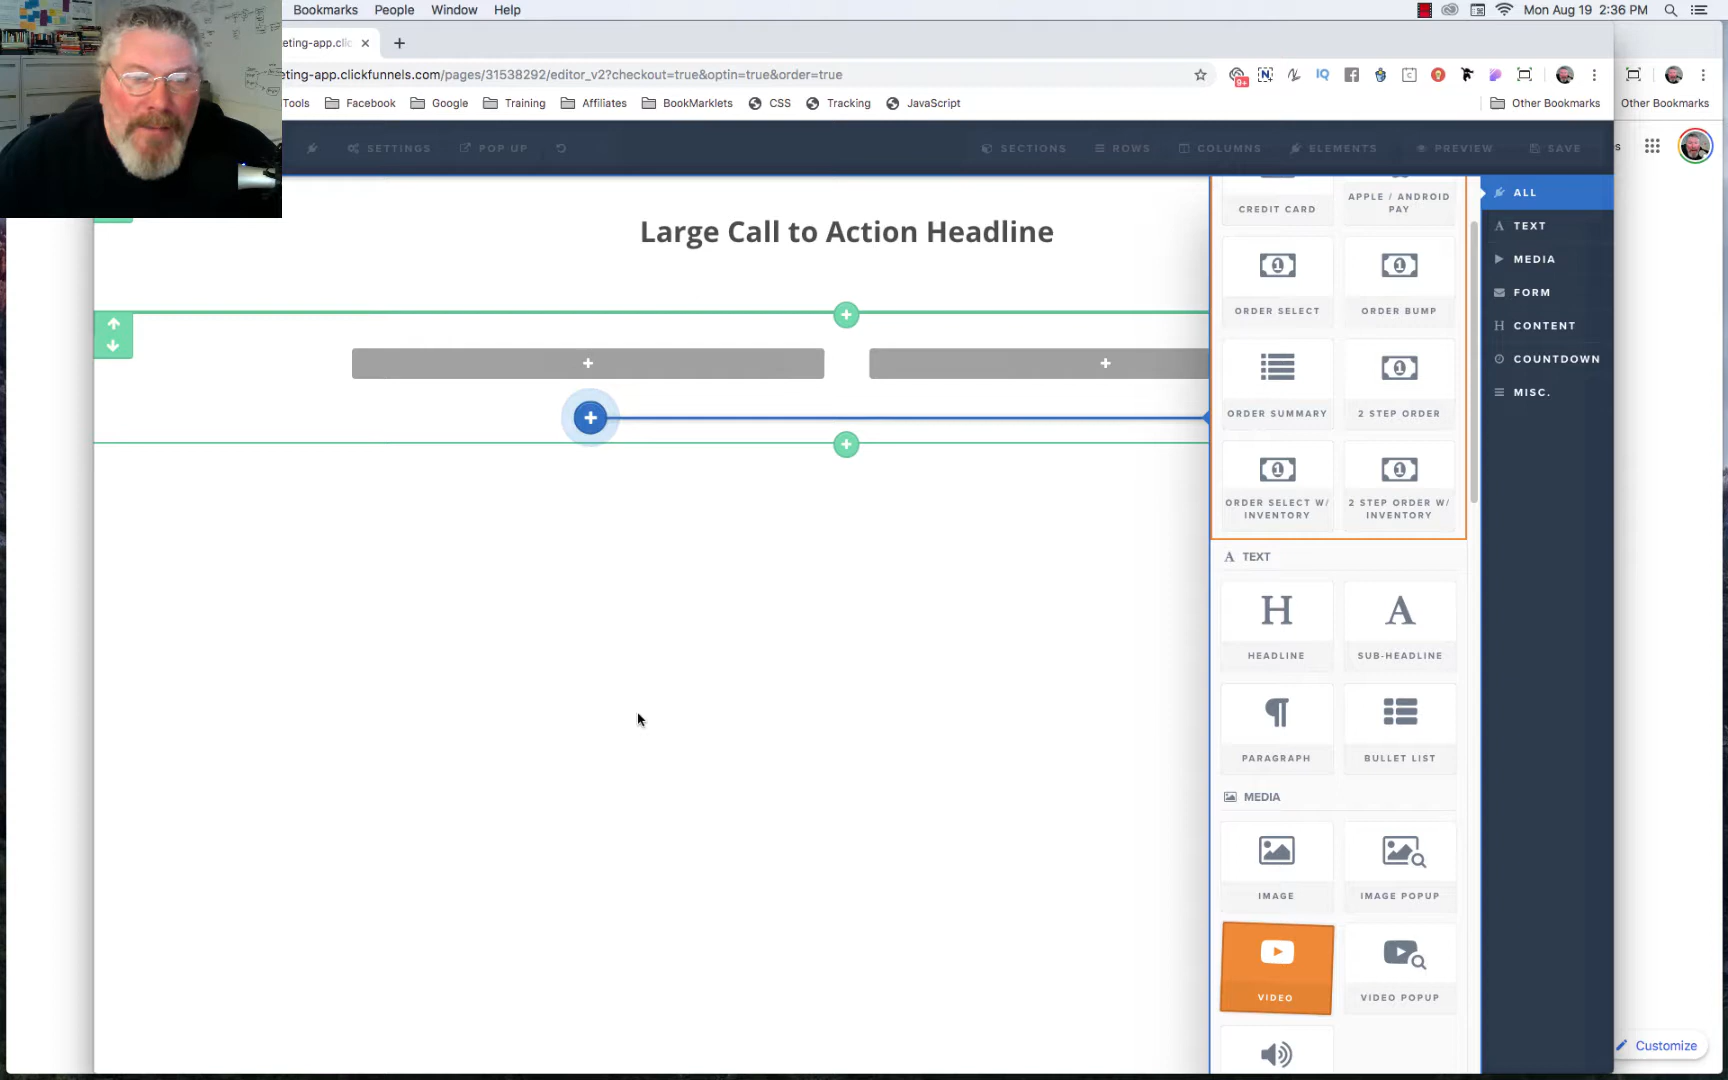 Bookmarks People Window Help
Mon Aug 19 2:36 PM
eting-app.clic
eting-app.clickfunnels.com/pages/31538292/editor_v2?checkout=true&optin=true&order=true
9+
Tools Facebook Google Training Affiliates BookMarklets CSS Tracking JavaScript Other Bookmarks Other Bookmarks
SETTINGS POP UP SECTIONS ROWS COLUMNS ELEMENTS PREVIEW SAVE
s
Large Call to Action Headline
CREDIT CARD
APPLE / ANDROID
PAY
ORDER SELECT
ORDER BUMP
ORDER SUMMARY
2 STEP ORDER
ORDER SELECT W/
INVENTORY
2 STEP ORDER W/
INVENTORY
TEXT
HEADLINE
SUB-HEADLINE
PARAGRAPH
BULLET LIST
MEDIA
IMAGE
IMAGE POPUP
VIDEO
VIDEO POPUP
ALL
TEXT
MEDIA
FORM
CONTENT
COUNTDOWN
MISC.
Customize